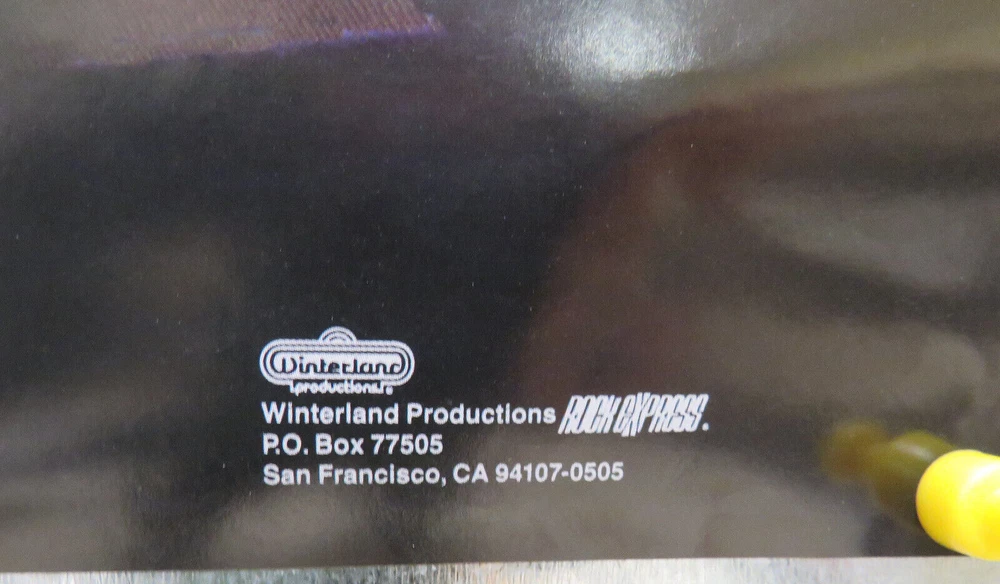 Winterland
productions
Winterland Productions ROCK EXPRESS.
P.O. Box 77505
San Francisco, CA 94107-0505